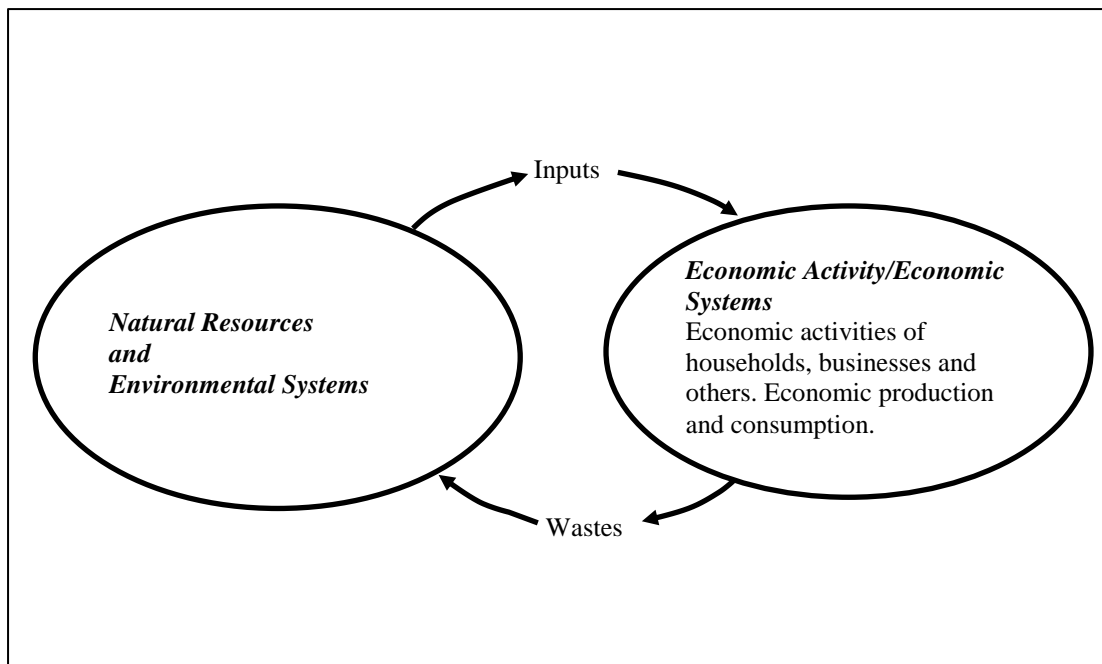 Inputs
Natural Resources
and
Environmental Systems
Economic Activity/Economic
Systems
Economic activities of
households, businesses and
others. Economic production
and consumption.
Wastes